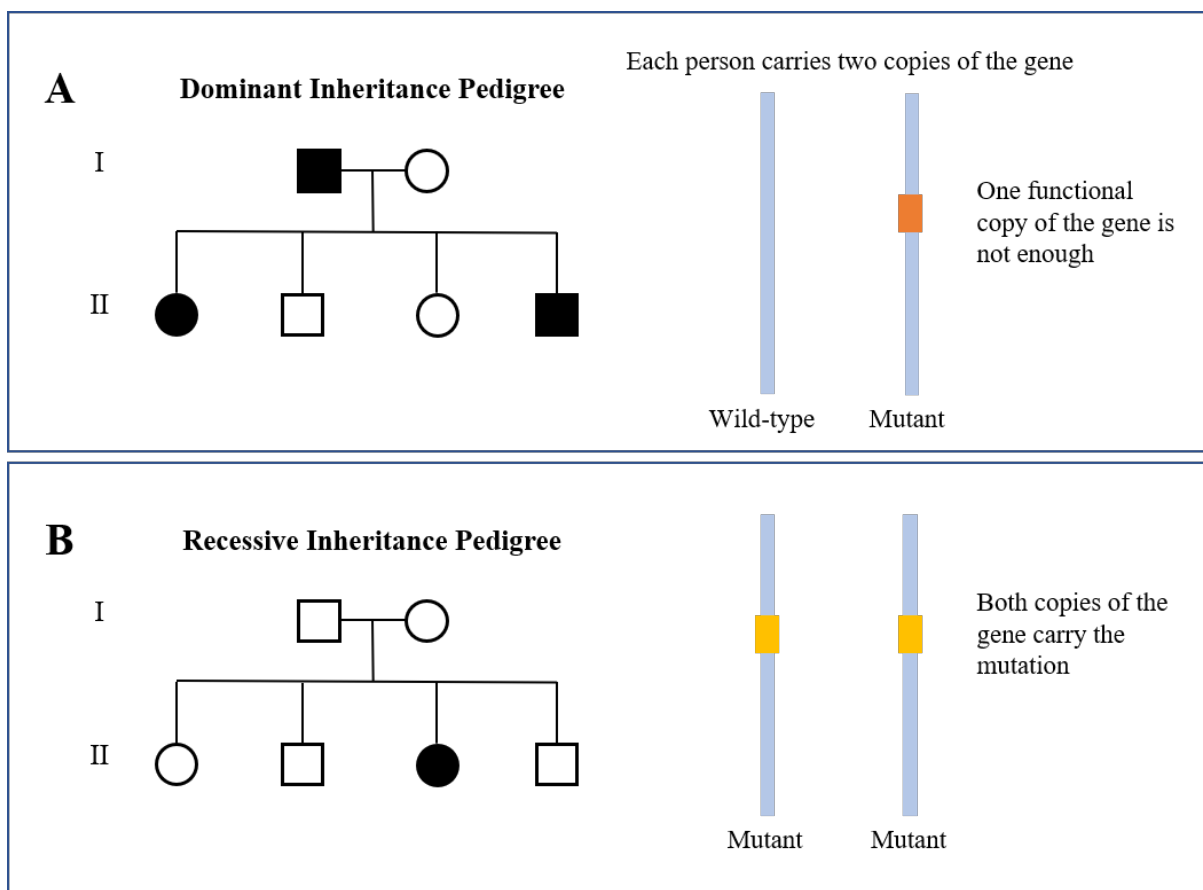 A
Dominant Inheritance Pedigree
Each person carries two copies of the gene
I
II
One functional
copy of the gene is
not enough
Wild-type
Mutant
B
Recessive Inheritance Pedigree
I
II
Both copies of the
gene carry the
mutation
Mutant
Mutant